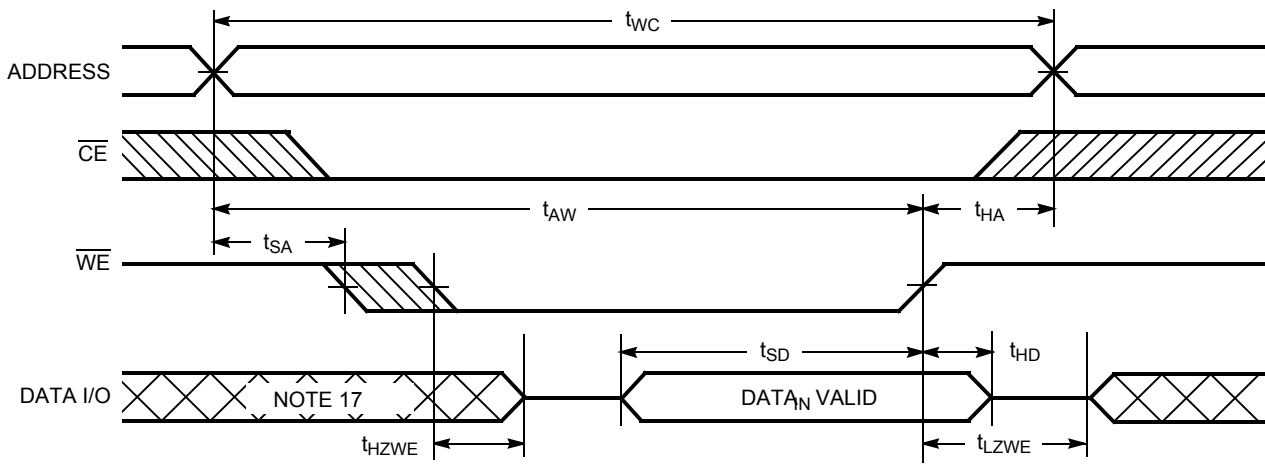 tWC
ADDRESS
CE
tAW
tHA
tSA
WE
tSD
tHD
DATA I/O
NOTE 17
DATAIN VALID
tHZWE
tLZWE